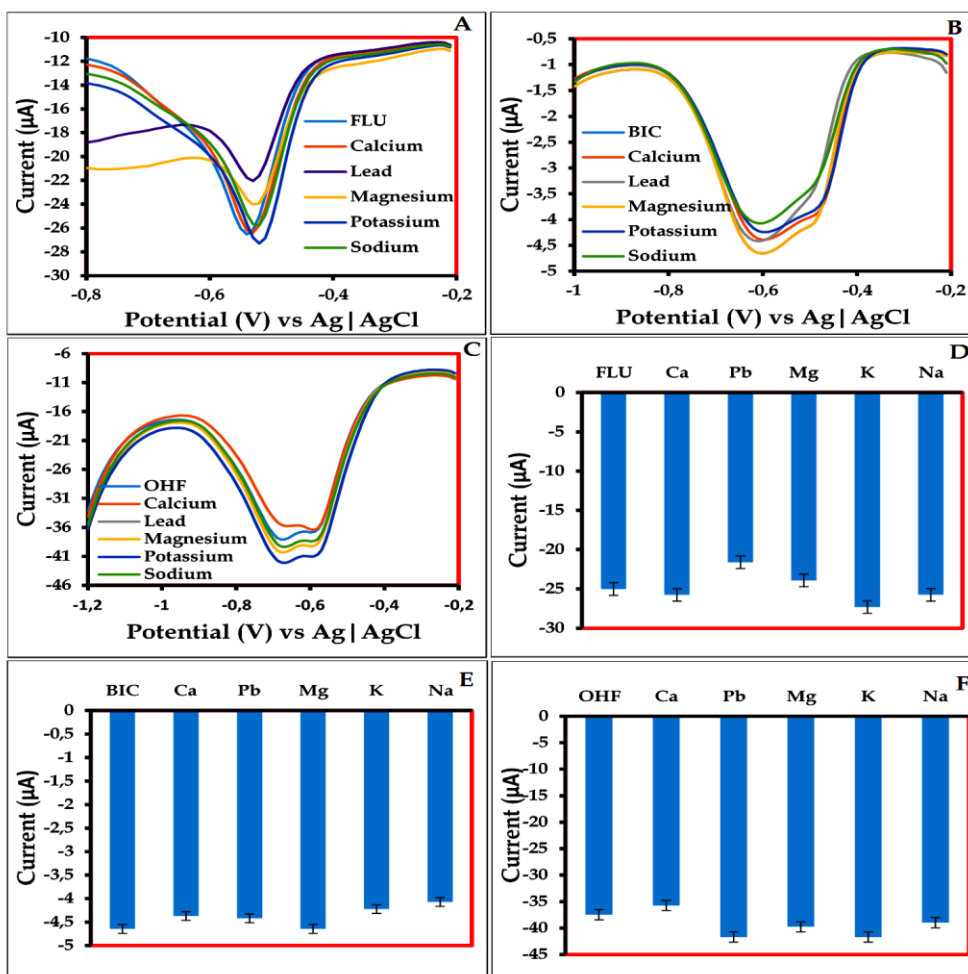 A
-10
-12
-14
-16
-18
-20
-22
-24
-26
-28
-30
-0,8 -0,6 -0,4 -0,2
Current (µA)
Potential (V) vs Ag|AgCl
FLU
Calcium
Lead
Magnesium
Potassium
Sodium
B
-0,5
-1
-1,5
-2
-2,5
-3
-3,5
-4
-4,5
-5
-1 -0,8 -0,6 -0,4 -0,2
Current (µA)
Potential (V) vs Ag|AgCl
BIC
Calcium
Lead
Magnesium
Potassium
Sodium
C
-6
-11
-16
-21
-26
-31
-36
-41
-46
-1,2 -1 -0,8 -0,6 -0,4 -0,2
Current (µA)
Potential (V) vs Ag|AgCl
OHF
Calcium
Lead
Magnesium
Potassium
Sodium
D
FLU Ca Pb Mg K Na
0
-5
-10
-15
-20
-25
-30
Current (µA)
E
BIC Ca Pb Mg K Na
0
-0,5
-1
-1,5
-2
-2,5
-3
-3,5
-4
-4,5
-5
Current (µA)
F
OHF Ca Pb Mg K Na
0
-5
-10
-15
-20
-25
-30
-35
-40
-45
Current (µA)